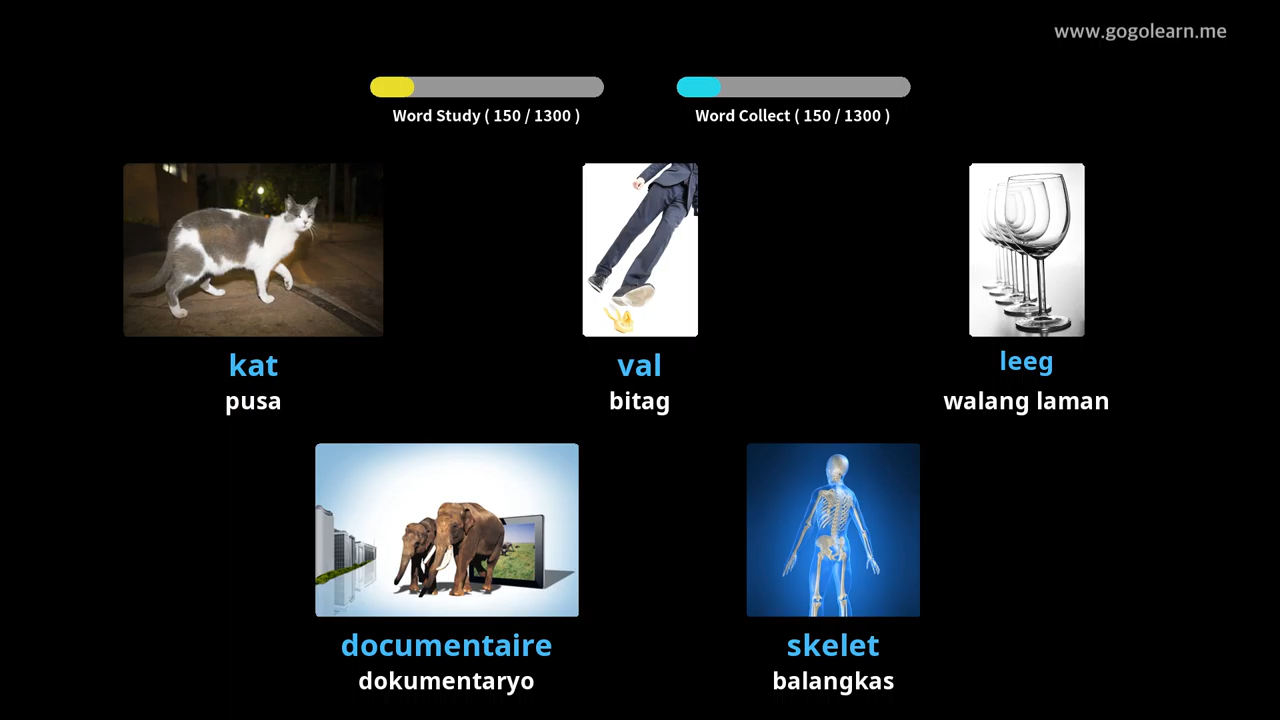 www.gogolearn.me
Word Study ( 150 / 1300 )
Word Collect ( 150 / 1300 )
kat
pusa
val
bitag
leeg
walang laman
documentaire
dokumentaryo
skelet
balangkas